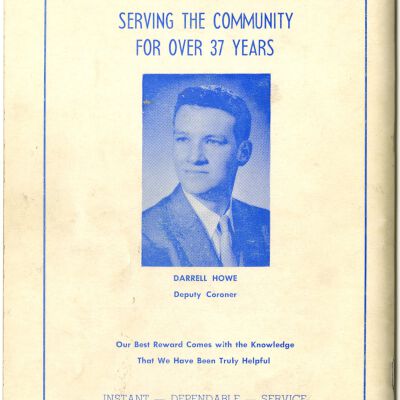 SERVING THE COMMUNITY
FOR OVER 37 YEARS
DARRELL HOWE
Deputy Coroner
Our Best Reward Comes with the Knowledge
That We Have Been Truly Helpful
INSTANT — DEPENDABLE — SERVICE